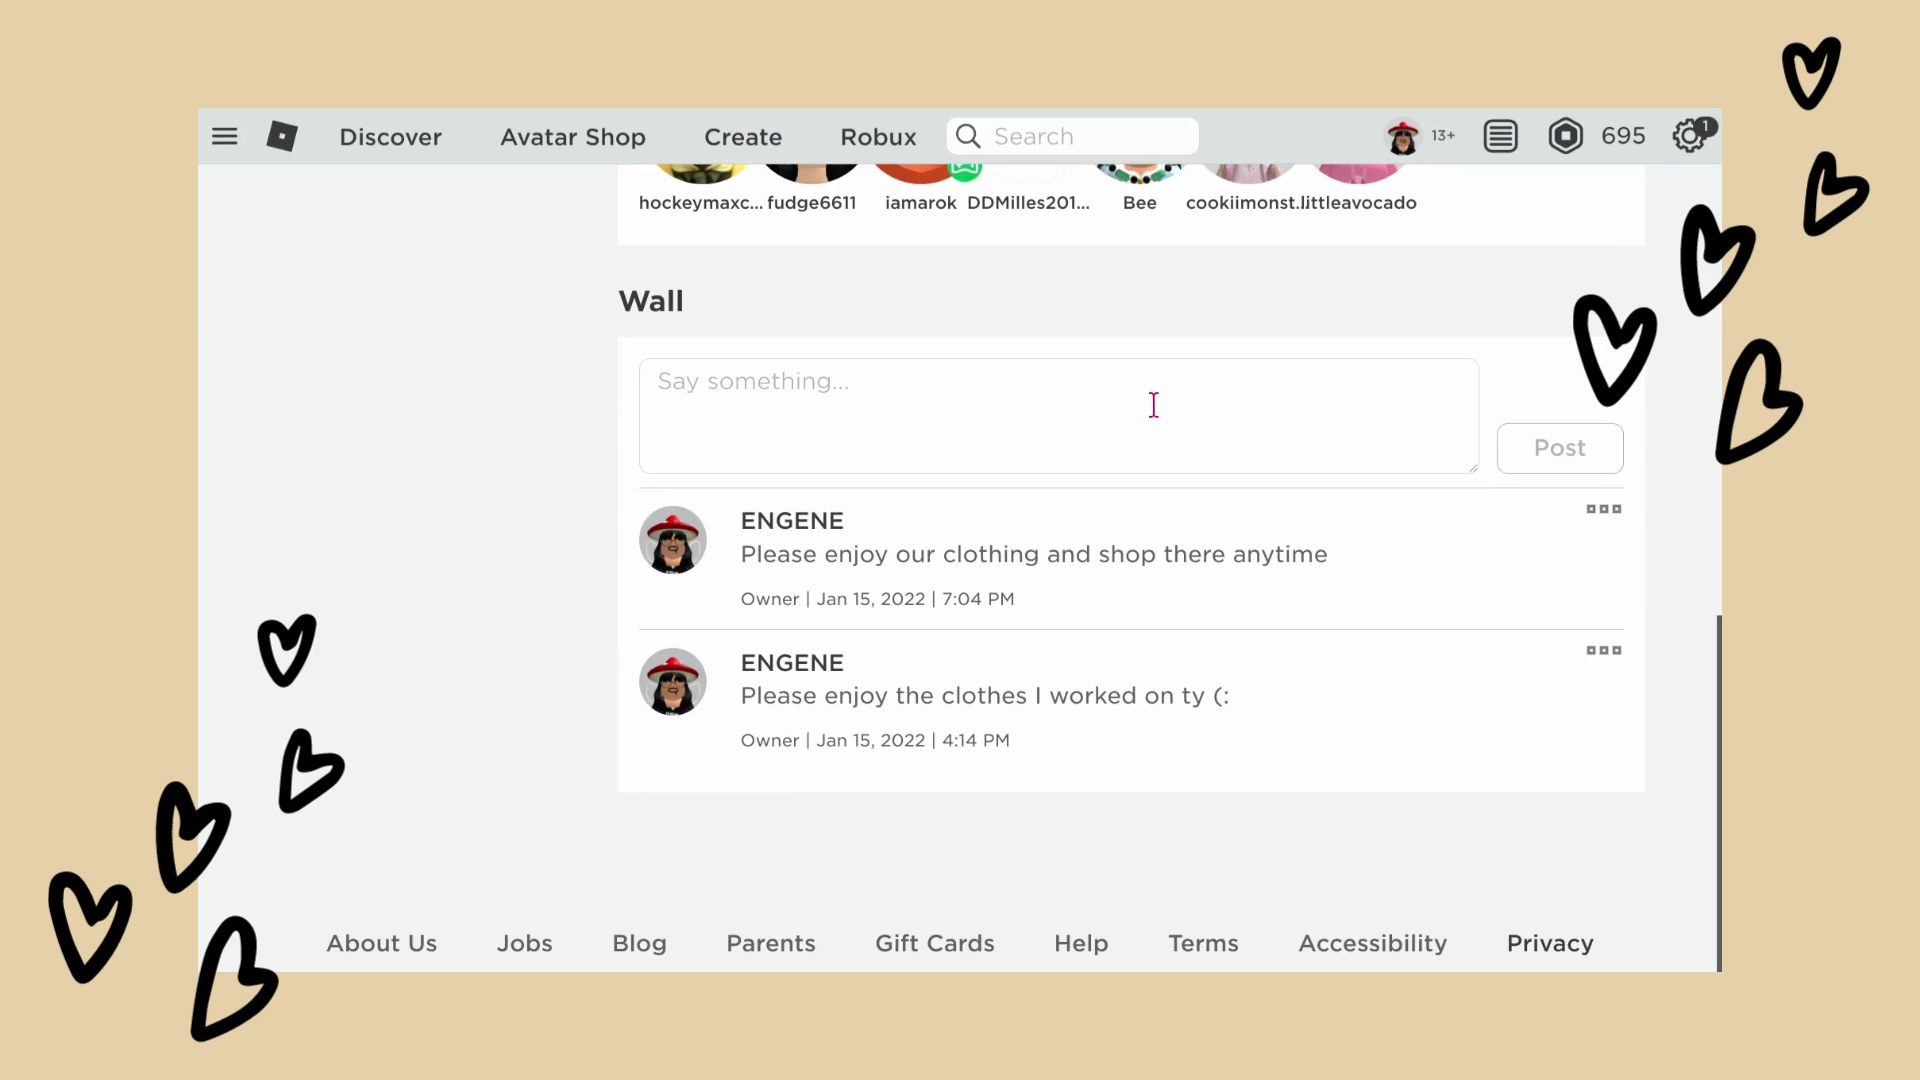 Discover Avatar Shop Create Robux Search 13+ 695 1
hockeymaxc... fudge6611 iamarok DDMilles201... Bee cookiimonst. littleavocado
Wall
Say something...
Post
ENGENE
Please enjoy our clothing and shop there anytime
Owner | Jan 15, 2022 | 7:04 PM
ENGENE
Please enjoy the clothes I worked on ty (:
Owner | Jan 15, 2022 | 4:14 PM
About Us Jobs Blog Parents Gift Cards Help Terms Accessibility Privacy